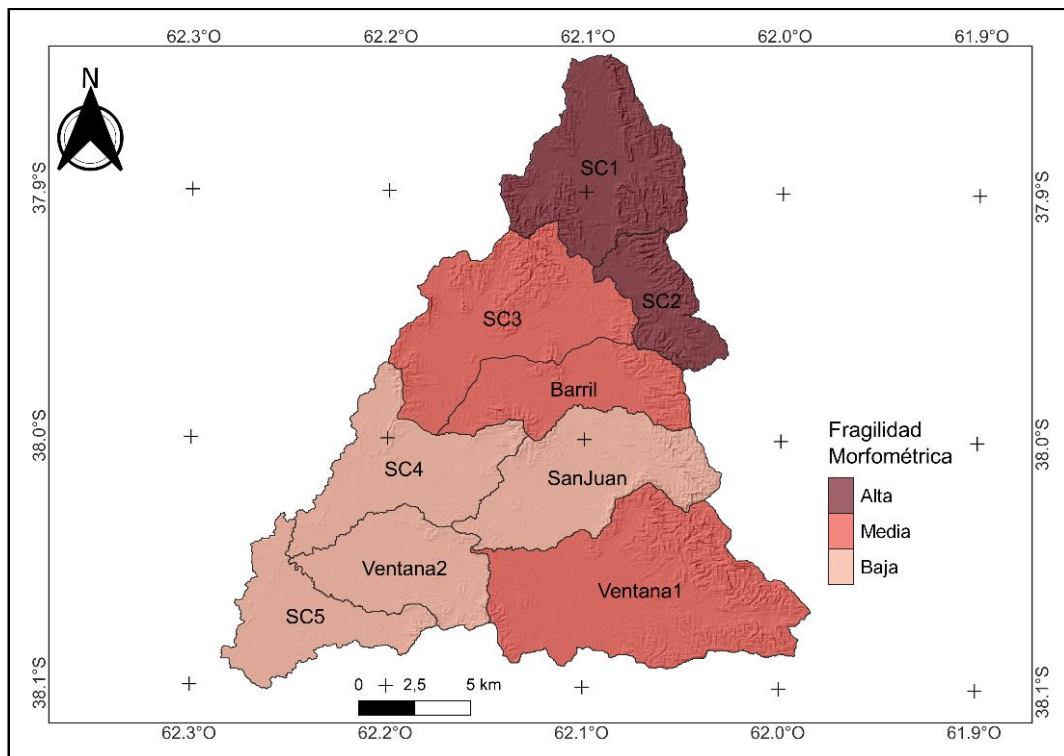 62.3°O 62.2°O 62.1°O 62.0°O 61.9°O
N
37.9°S
37.9°S
SC1
SC2
SC3
Barril
38.0°S
38.0°S
SC4
SanJuan
Fragilidad
Morfométrica
Alta
Media
Baja
Ventana2
Ventana1
SC5
38.1°S
38.1°S
0 2,5 5 km
62.3°O 62.2°O 62.1°O 62.0°O 61.9°O